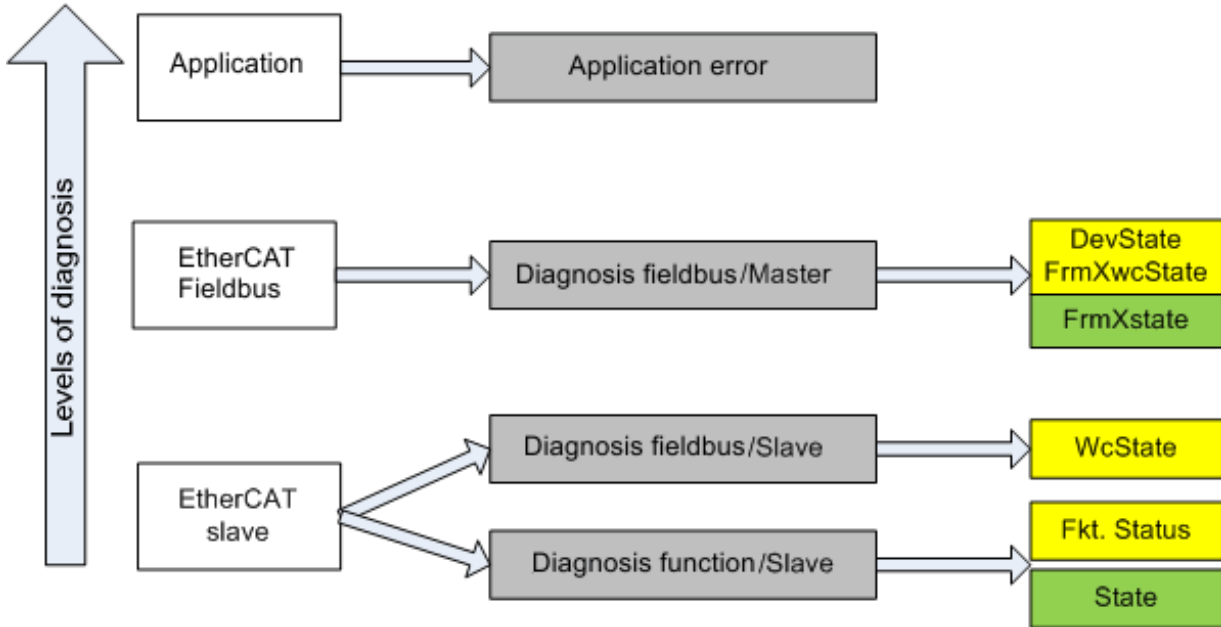 Levels of diagnosis
Application
Application error
EtherCAT
Fieldbus
Diagnosis fieldbus/Master
DevState
FrmXwcState
FrmXstate
EtherCAT
slave
Diagnosis fieldbus/Slave
WcState
Diagnosis function/Slave
Fkt. Status
State